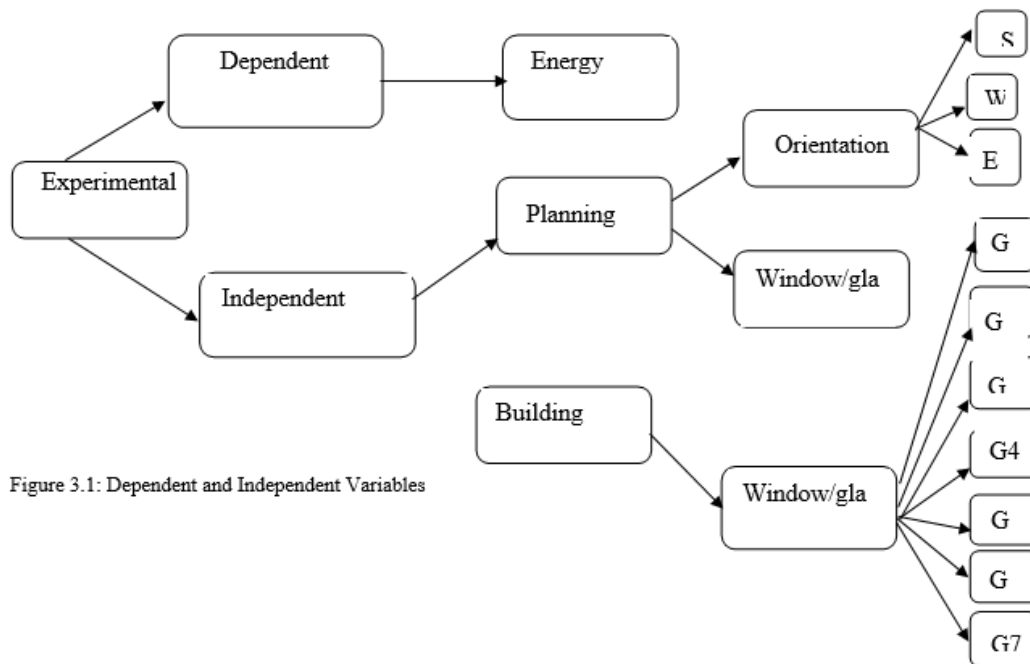 Dependent
Energy
S
W
E
Orientation
Experimental
Planning
Independent
Window/gla
G
G
G
G4
G
G
G7
Building
Window/gla
Figure 3.1: Dependent and Independent Variables